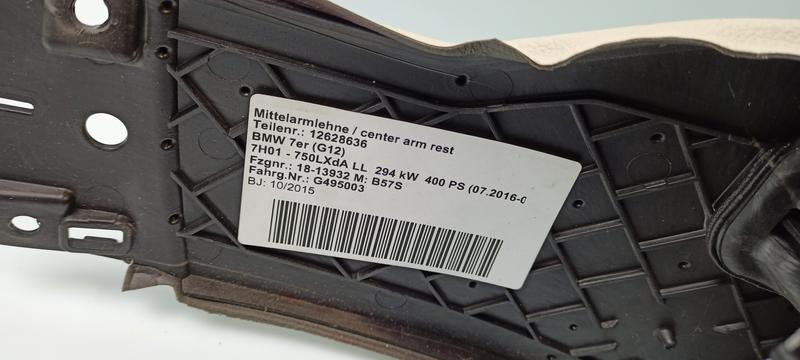 Mittelarmlehne / center arm rest
Teilenr.: 12628636
BMW 7er (G12)
7H01 - 750LXdA LL 294 kW 400 PS (07.2016-0
Fzgnr.: 18-13932 M: B57S
Fahrg.Nr.: G495003
BJ: 10/2015